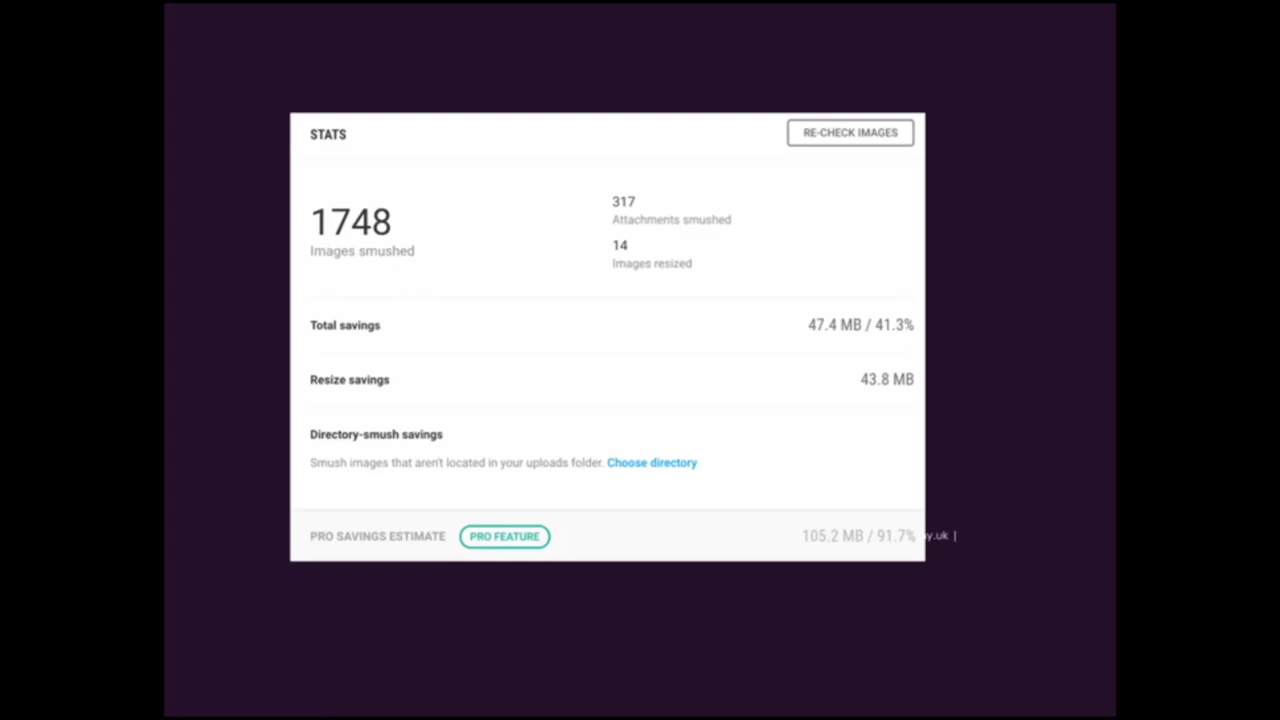 STATS
RE-CHECK IMAGES
1748
Images smushed
317
Attachments smushed
14
Images resized
Total savings
47.4 MB / 41.3%
Resize savings
43.8 MB
Directory-smush savings
Smush images that aren't located in your uploads folder. Choose directory
PRO SAVINGS ESTIMATE
PRO FEATURE
105.2 MB / 91.7%